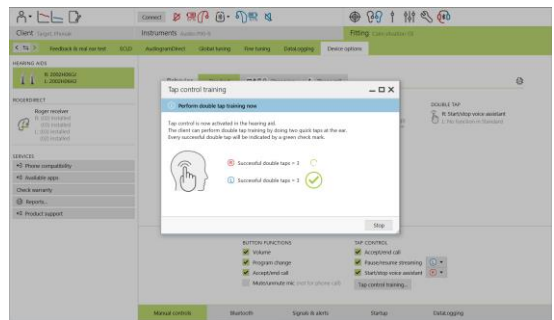 Connect
Client
Instruments
Fitting
Feedback & real ear test
AudiogramDirect
Global tuning
Fine tuning
DataLogging
Device options
HEARING AIDS
ROGERDIRECT
Roger receiver
SERVICES
Phone compatibility
Available apps
Check warranty
Reports...
Product support
Tap control training
Perform double tap training now
Tap control is now activated in the hearing aid.
The client can perform double tap training by doing two quick taps at the ear.
Every successful double tap will be indicated by a green check mark.
Successful double taps = 3
Successful double taps = 3
Stop
DOUBLE TAP
R: Start/stop voice assistant
BUTTON FUNCTIONS
Volume
Program change
Accept/end call
TAP CONTROL
Accept/end call
Pause/resume streaming
Start/stop voice assistant
Tap control training...
Manual controls
Bluetooth
Signals & alerts
Startup
DataLogging